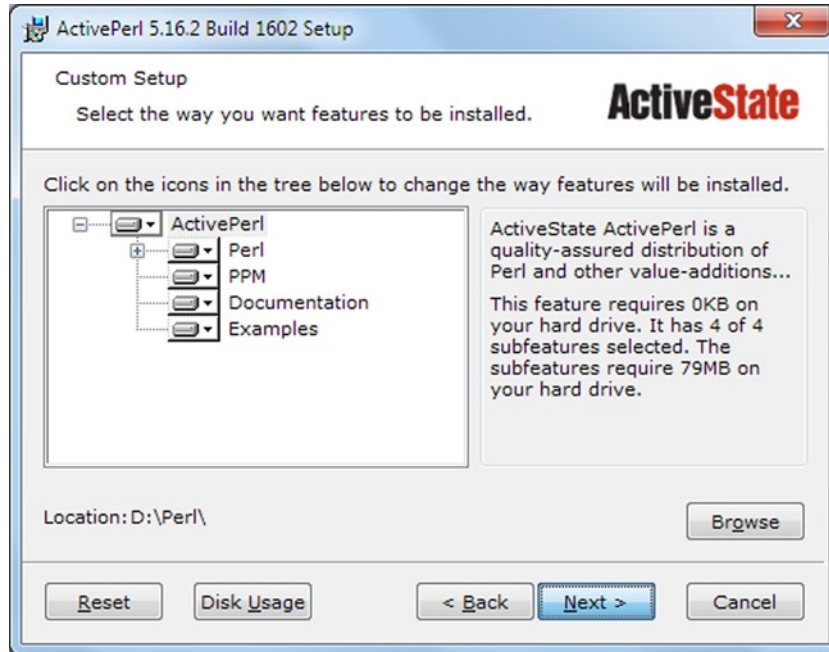 ActivePerl 5.16.2 Build 1602 Setup
Custom Setup
Select the way you want features to be installed.
ActiveState
Click on the icons in the tree below to change the way features will be installed.
ActivePerl
Perl
PPM
Documentation
Examples
ActiveState ActivePerl is a
quality-assured distribution of
Perl and other value-additions...
This feature requires 0KB on
your hard drive. It has 4 of 4
subfeatures selected. The
subfeatures require 79MB on
your hard drive.
Location: D:\Perl\
Browse
Reset
Disk Usage
< Back
Next >
Cancel